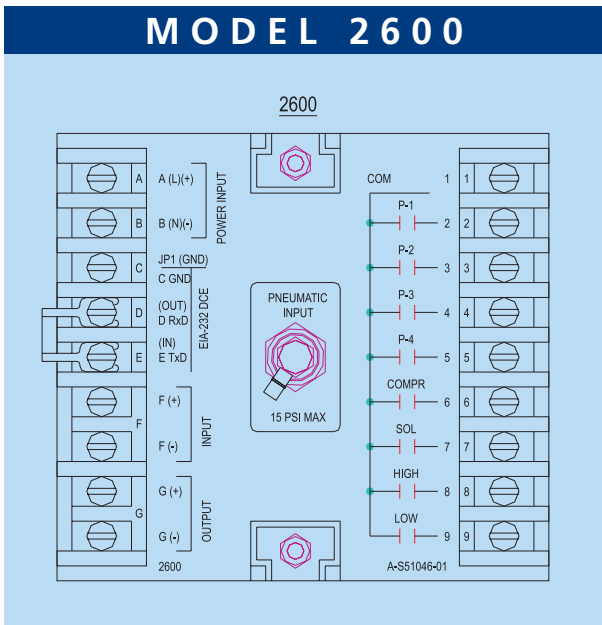 MODEL 2600
2600
A A (L)(+)
B B (N)(-)
POWER INPUT
C JP1 (GND)
C GND
D (OUT)
D RxD
E (IN)
E TxD
EIA-232 DCE
F F (+)
F (-)
INPUT
G G (+)
G (-)
OUTPUT
2600
PNEUMATIC
INPUT
15 PSI MAX
COM 1 1
P-1
2 2
P-2
3 3
P-3
4 4
P-4
5 5
COMPR
6 6
SOL
7 7
HIGH
8 8
LOW
9 9
A-S51046-01